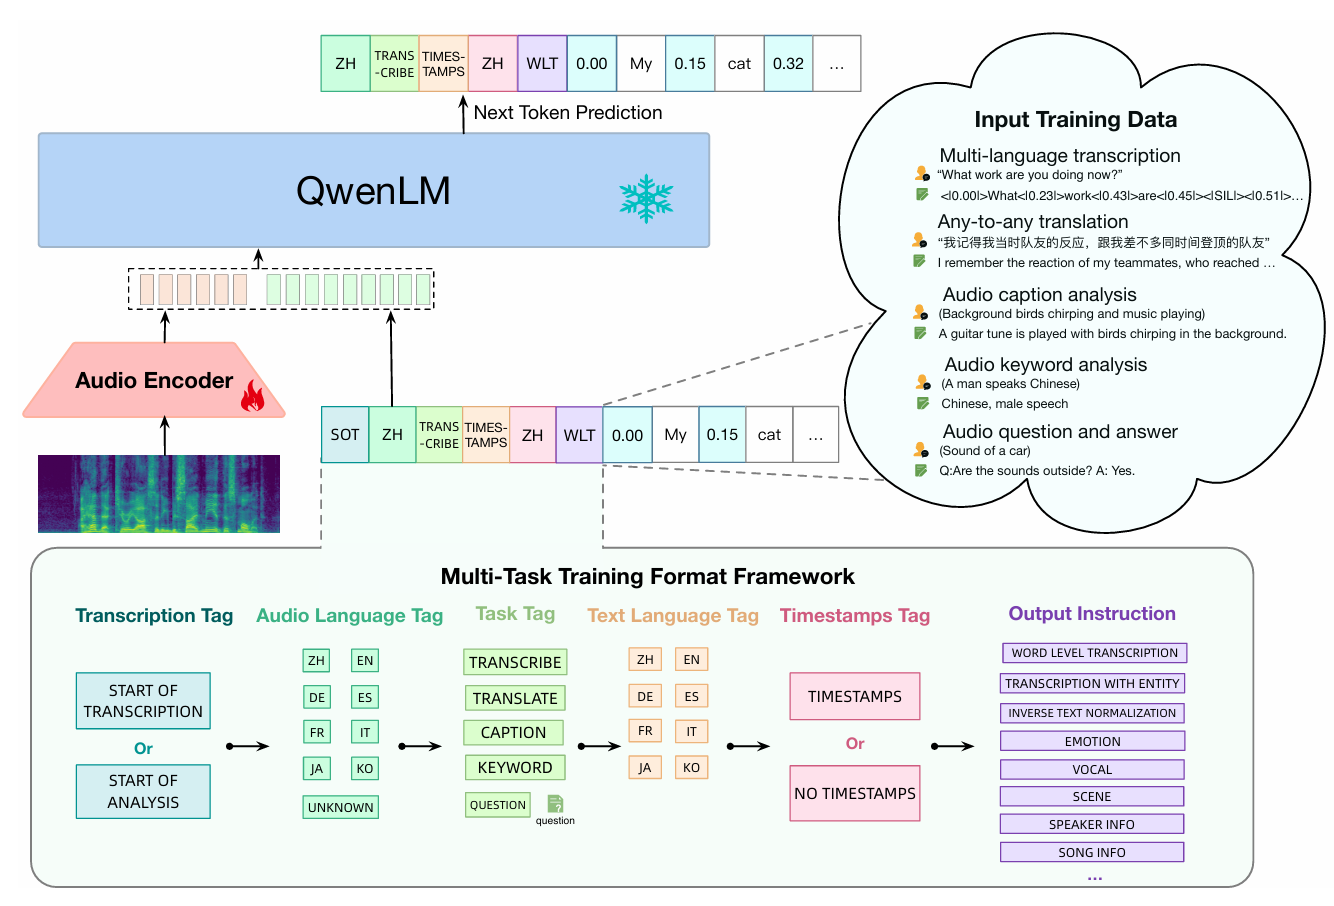 ZH TRANS -CRIBE TIMES- TAMPS ZH WLT 0.00 My 0.15 cat 0.32 ...
Next Token Prediction
QwenLM
Audio Encoder
SOT ZH TRANS -CRIBE TIMES- TAMPS ZH WLT 0.00 My 0.15 cat ...
Input Training Data
Multi-language transcription
“What work are you doing now?”
<|0.00|>What<|0.23|>work<|0.43|>are<|0.45|><|SIL|><|0.51|>...
Any-to-any translation
“我记得我当时队友的反应，跟我差不多同时间登顶的队友”
I remember the reaction of my teammates, who reached ...
Audio caption analysis
(Background birds chirping and music playing)
A guitar tune is played with birds chirping in the background.
Audio keyword analysis
(A man speaks Chinese)
Chinese, male speech
Audio question and answer
(Sound of a car)
Q:Are the sounds outside? A: Yes.
Multi-Task Training Format Framework
Transcription Tag
START OF
TRANSCRIPTION
Or
START OF
ANALYSIS
Audio Language Tag
ZH EN
DE ES
FR IT
JA KO
UNKNOWN
Task Tag
TRANSCRIBE
TRANSLATE
CAPTION
KEYWORD
QUESTION
?
question
Text Language Tag
ZH EN
DE ES
FR IT
JA KO
Timestamps Tag
TIMESTAMPS
Or
NO TIMESTAMPS
Output Instruction
WORD LEVEL TRANSCRIPTION
TRANSCRIPTION WITH ENTITY
INVERSE TEXT NORMALIZATION
EMOTION
VOCAL
SCENE
SPEAKER INFO
SONG INFO
...